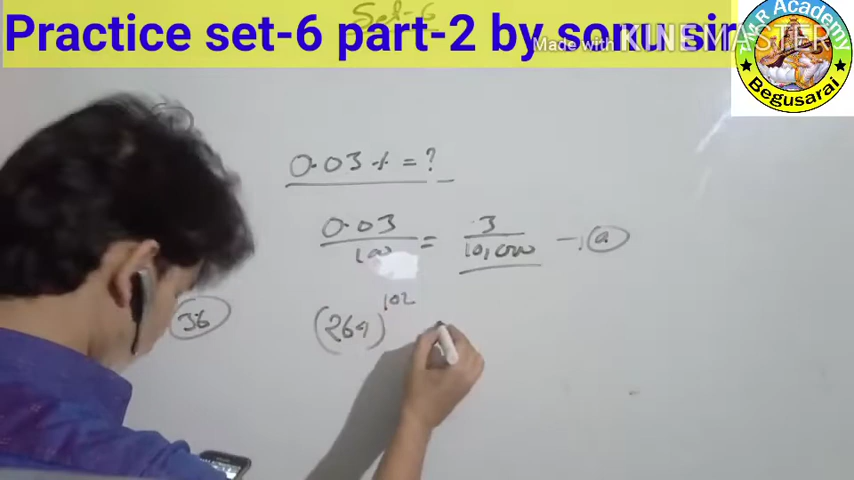 Set-6
Practice set-6 part-2 by sonu sir
Made with KINEMASTER
Academy
Begusarai
0.03% = ?
0.03/100 = 3/10,000 → (a)
36
(264)^102